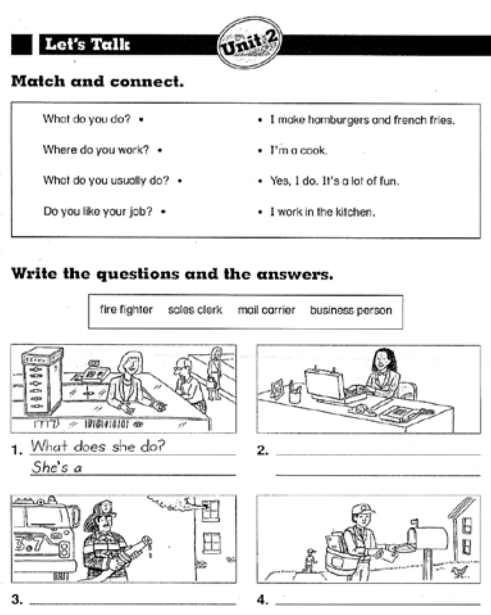 Let's Talk
Unit 2
Match and connect.
What do you do? •
• I make hamburgers and french fries.
Where do you work? •
• I'm a cook.
What do you usually do? •
• Yes, I do. It's a lot of fun.
Do you like your job? •
• I work in the kitchen.
Write the questions and the answers.
fire fighter sales clerk mail carrier business person
1. What does she do?
She's a
2.
3.
4.